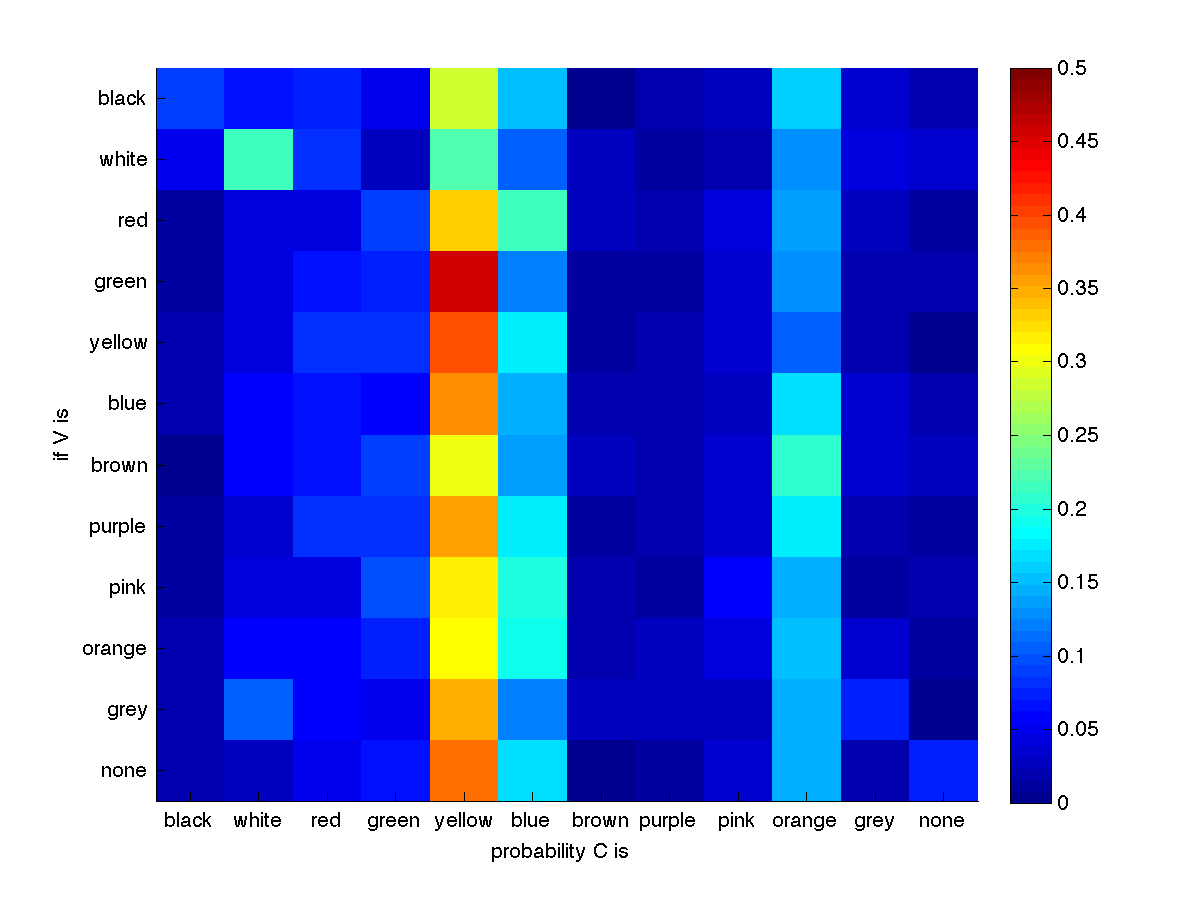 black
white
red
green
yellow
blue
brown
purple
pink
orange
grey
none
if V is
black white red green yellow blue brown purple pink orange grey none
probability C is
0.5
0.45
0.4
0.35
0.3
0.25
0.2
0.15
0.1
0.05
0